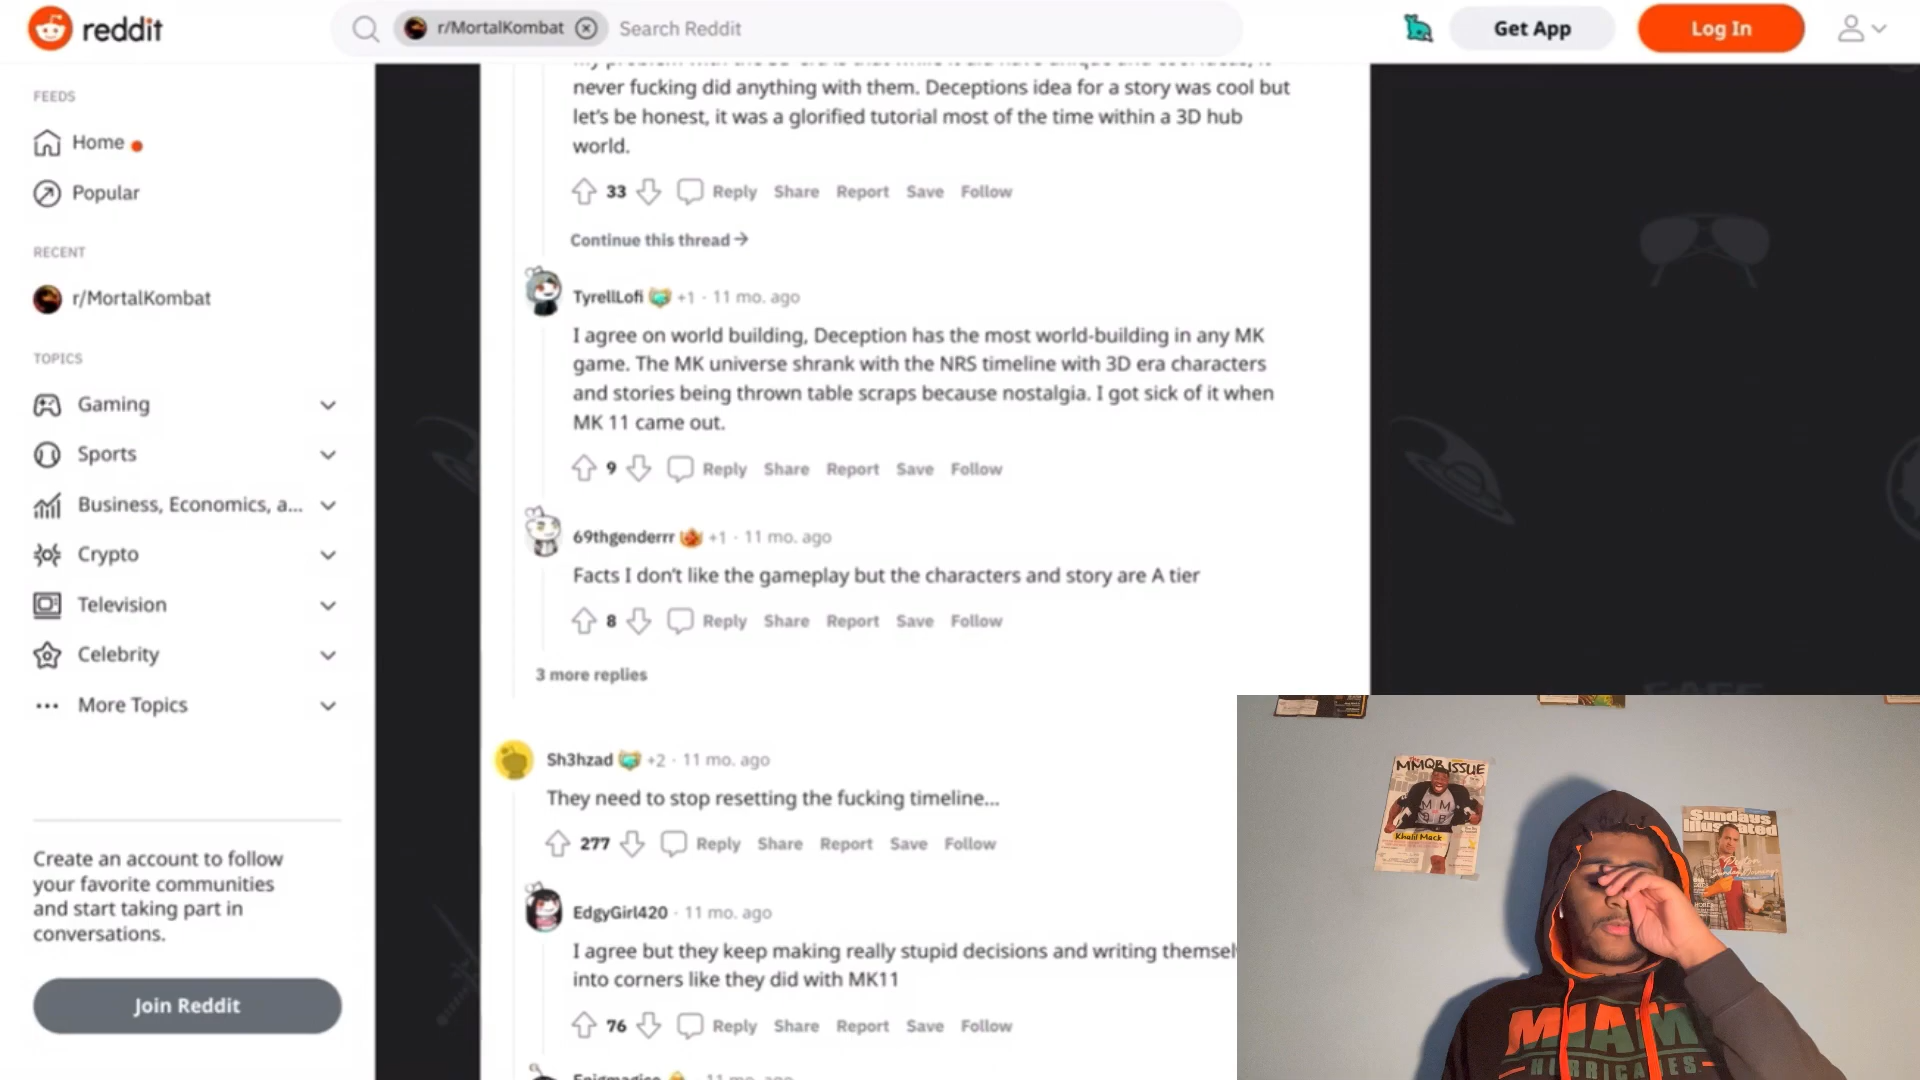 reddit
r/MortalKombat
Search Reddit
Get App
Log In
FEEDS
Home
Popular
RECENT
r/MortalKombat
TOPICS
Gaming
Sports
Business, Economics, a...
Crypto
Television
Celebrity
More Topics
Create an account to follow
your favorite communities
and start taking part in
conversations.
Join Reddit
never fucking did anything with them. Deceptions idea for a story was cool but
let's be honest, it was a glorified tutorial most of the time within a 3D hub
world.
33 Reply Share Report Save Follow
Continue this thread
TyrellLofi +1 · 11 mo. ago
I agree on world building, Deception has the most world-building in any MK
game. The MK universe shrank with the NRS timeline with 3D era characters
and stories being thrown table scraps because nostalgia. I got sick of it when
MK 11 came out.
9 Reply Share Report Save Follow
69thgenderrr +1 · 11 mo. ago
Facts I don't like the gameplay but the characters and story are A tier
8 Reply Share Report Save Follow
3 more replies
Sh3hzad +2 · 11 mo. ago
They need to stop resetting the fucking timeline...
277 Reply Share Report Save Follow
EdgyGirl420 · 11 mo. ago
I agree but they keep making really stupid decisions and writing themsel
into corners like they did with MK11
76 Reply Share Report Save Follow
MMQB ISSUE
Khalil Mack
Sundays
Illustrated
MIAMI
HURRICANES